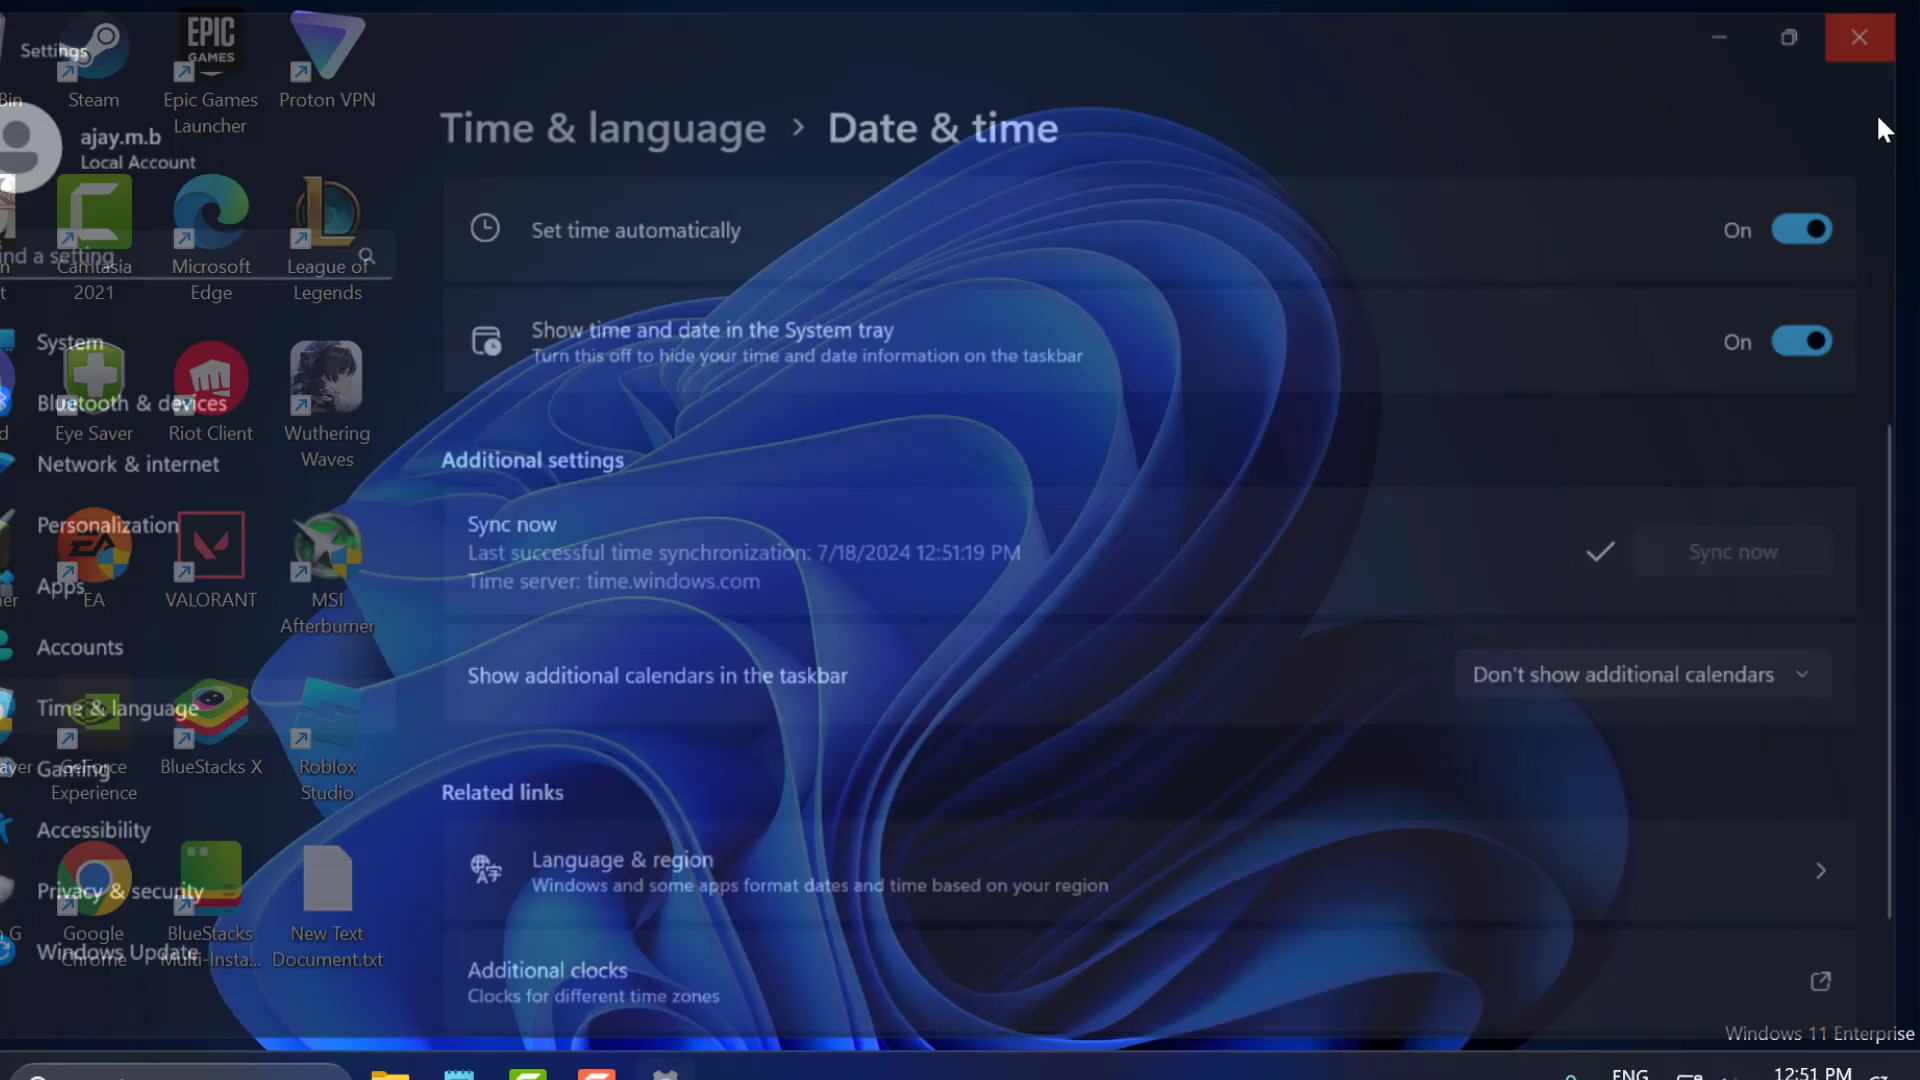 Settings
ajay.m.b
Local Account
Time & language > Date & time
Set time automatically
On
Show time and date in the System tray
Turn this off to hide your time and date information on the taskbar
On
Additional settings
Sync now
Last successful time synchronization: 7/18/2024 12:51:19 PM
Time server: time.windows.com
Sync now
Show additional calendars in the taskbar
Don't show additional calendars
Related links
Language & region
Windows and some apps format dates and time based on your region
Additional clocks
Clocks for different time zones
a setting
System
Bluetooth & devices
Network & internet
Personalization
Apps
Accounts
Time & language
Gaming
Accessibility
Privacy & security
Windows Update
Bin
Steam
EPIC
GAMES
Epic Games
Launcher
Proton VPN
Camtasia
2021
Microsoft
Edge
League of
Legends
Eye Saver
Riot Client
Wuthering
Waves
EA
EA
VALORANT
MSI
Afterburner
GeForce
Experience
BlueStacks X
Roblox
Studio
Google
Chrome
BlueStacks
Multi-Insta...
New Text
Document.txt
Windows 11 Enterprise
ENG
12:51 PM